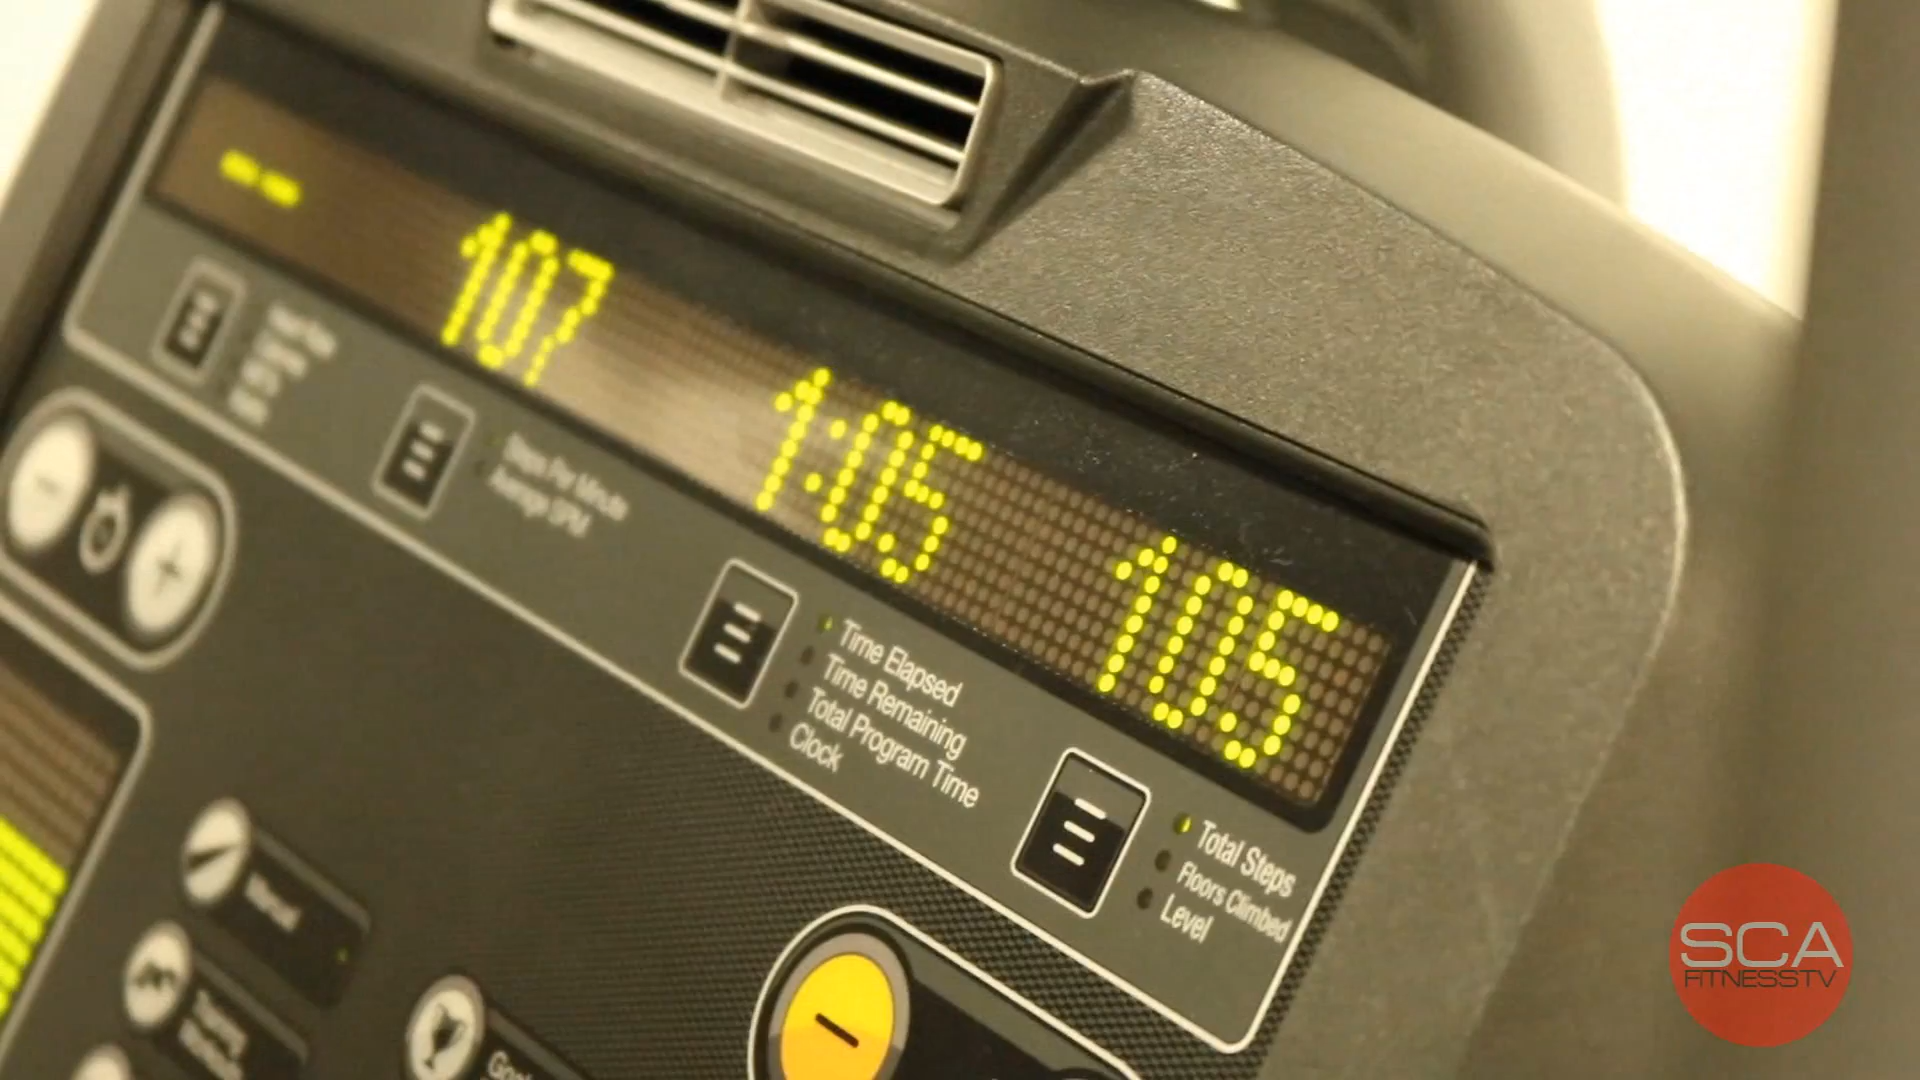 --
107
1:05
105
Steps Per Minute
Average SPM
Time Elapsed
Time Remaining
Total Program Time
Clock
Total Steps
Floors Climbed
Level
Manual
SCA
FITNESSTV